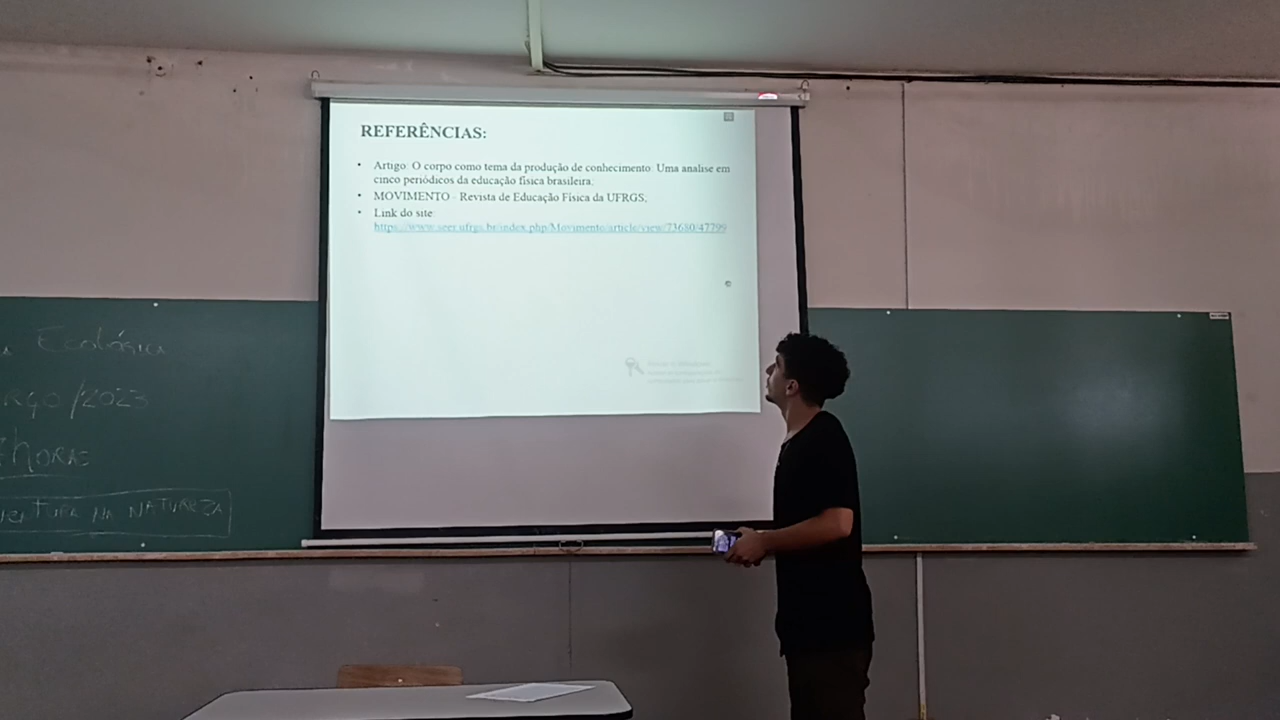 REFERÊNCIAS:
• Artigo: O corpo como tema da produção de conhecimento: Uma analise em
cinco periódicos da educação física brasileira;
• MOVIMENTO - Revista de Educação Física da UFRGS;
• Link do site:
https://www.seer.ufrgs.br/index.php/Movimento/article/view/73680/47799
Ecológica
/2023
HORAS
NA NATUREZA